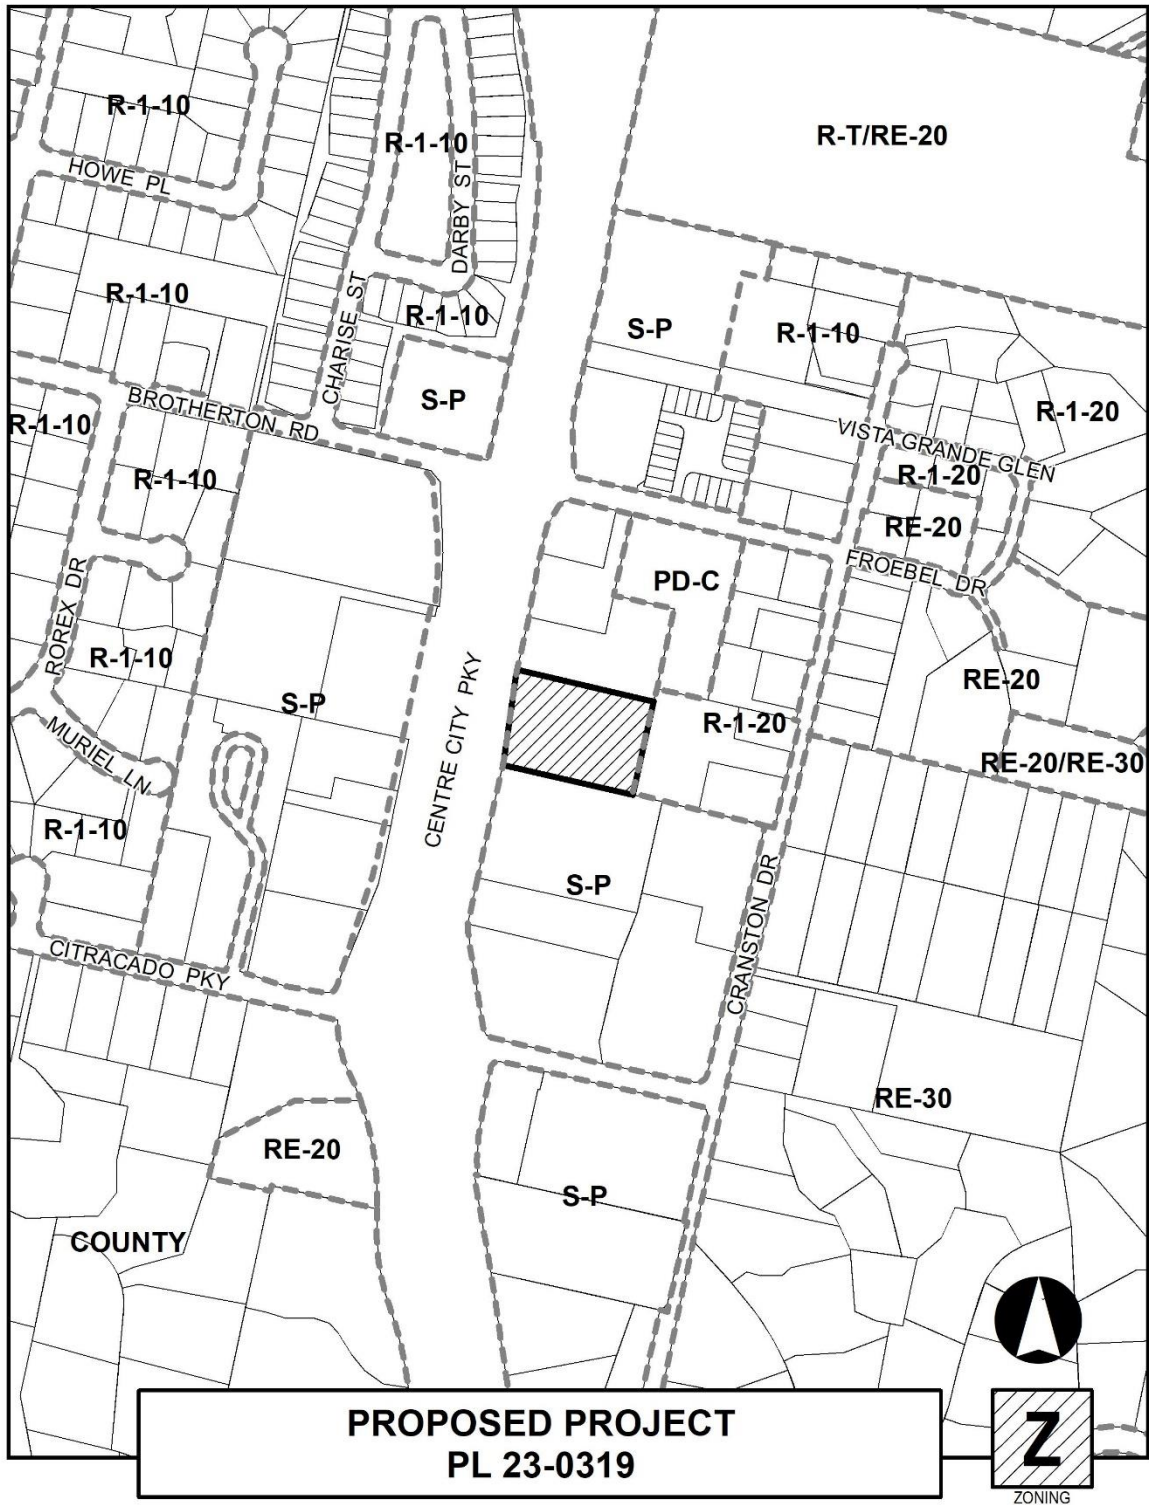 R-1-10
R-1-10
R-T/RE-20
HOWE PL
DARBY ST
R-1-10
R-1-10
CHARISE ST
S-P
R-1-10
S-P
BROTHERTON RD
R-1-10
R-1-20
VISTA GRANDE GLEN
R-1-10
R-1-20
RE-20
FROEBEL DR
PD-C
ROREX DR
R-1-10
RE-20
S-P
R-1-20
CENTRE CITY PKY
MURIEL LN
RE-20/RE-30
R-1-10
S-P
CRANSTON DR
CITRACADO PKY
RE-30
RE-20
S-P
COUNTY
PROPOSED PROJECT
PL 23-0319
Z
ZONING